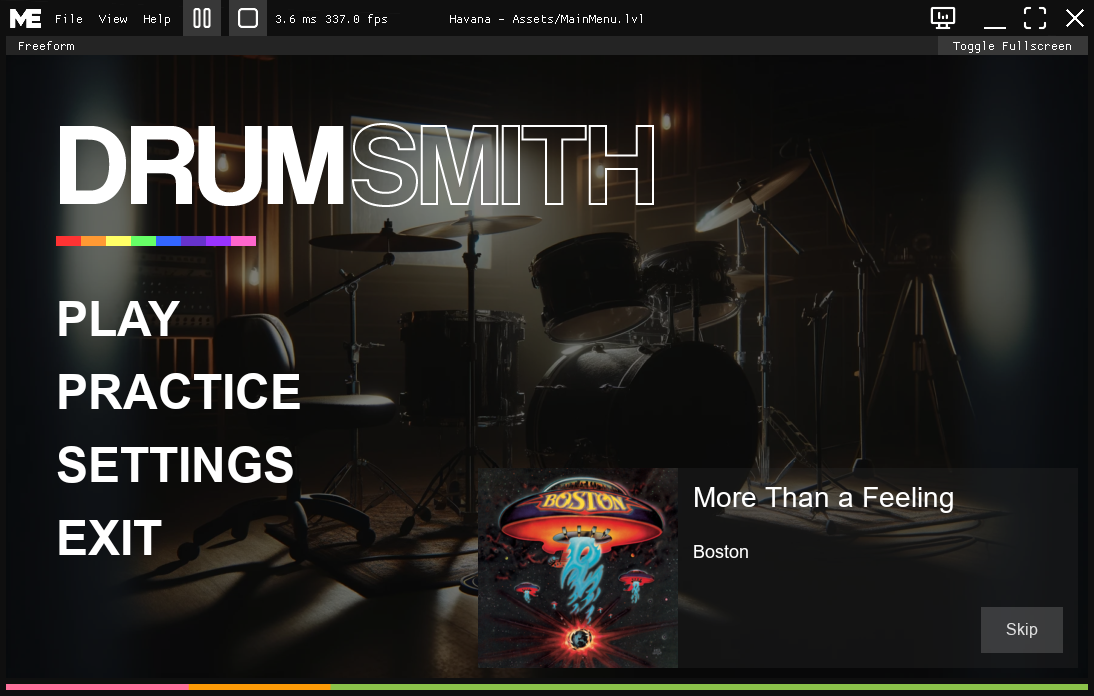 ME File View Help 3.6 ms 337.0 fps Havana - Assets/MainMenu.lvl
Freeform Toggle Fullscreen
DRUMSMITH
PLAY
PRACTICE
SETTINGS
EXIT
BOSTON
More Than a Feeling
Boston
Skip